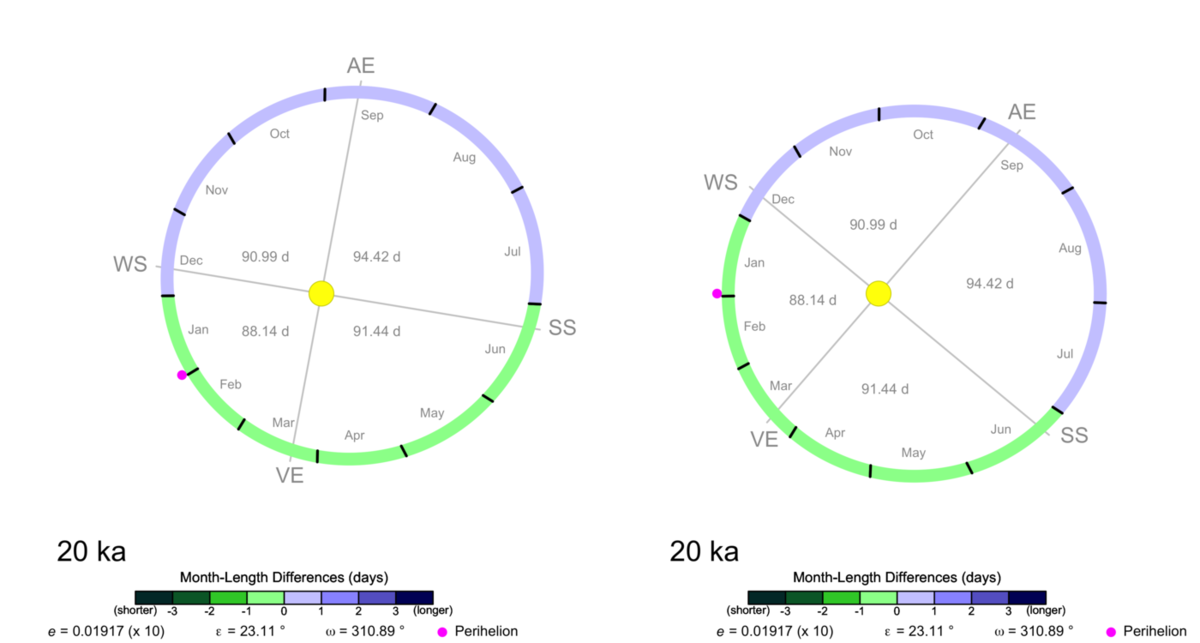 AE
Sep
Oct
Aug
Nov
Jul
WS
Dec
90.99 d
94.42 d
SS
Jan
88.14 d
91.44 d
Jun
Feb
Mar
May
Apr
VE
20 ka
Month-Length Differences (days)
(shorter) -3 -2 -1 0 1 2 3 (longer)
e = 0.01917 (x 10) ε = 23.11 ° ω = 310.89 ° Perihelion
AE
Oct
Nov
Sep
WS
Dec
90.99 d
Aug
Jan
94.42 d
88.14 d
Feb
Jul
Mar
91.44 d
VE
Apr
Jun
SS
May
20 ka
Month-Length Differences (days)
(shorter) -3 -2 -1 0 1 2 3 (longer)
e = 0.01917 (x 10) ε = 23.11 ° ω = 310.89 ° Perihelion